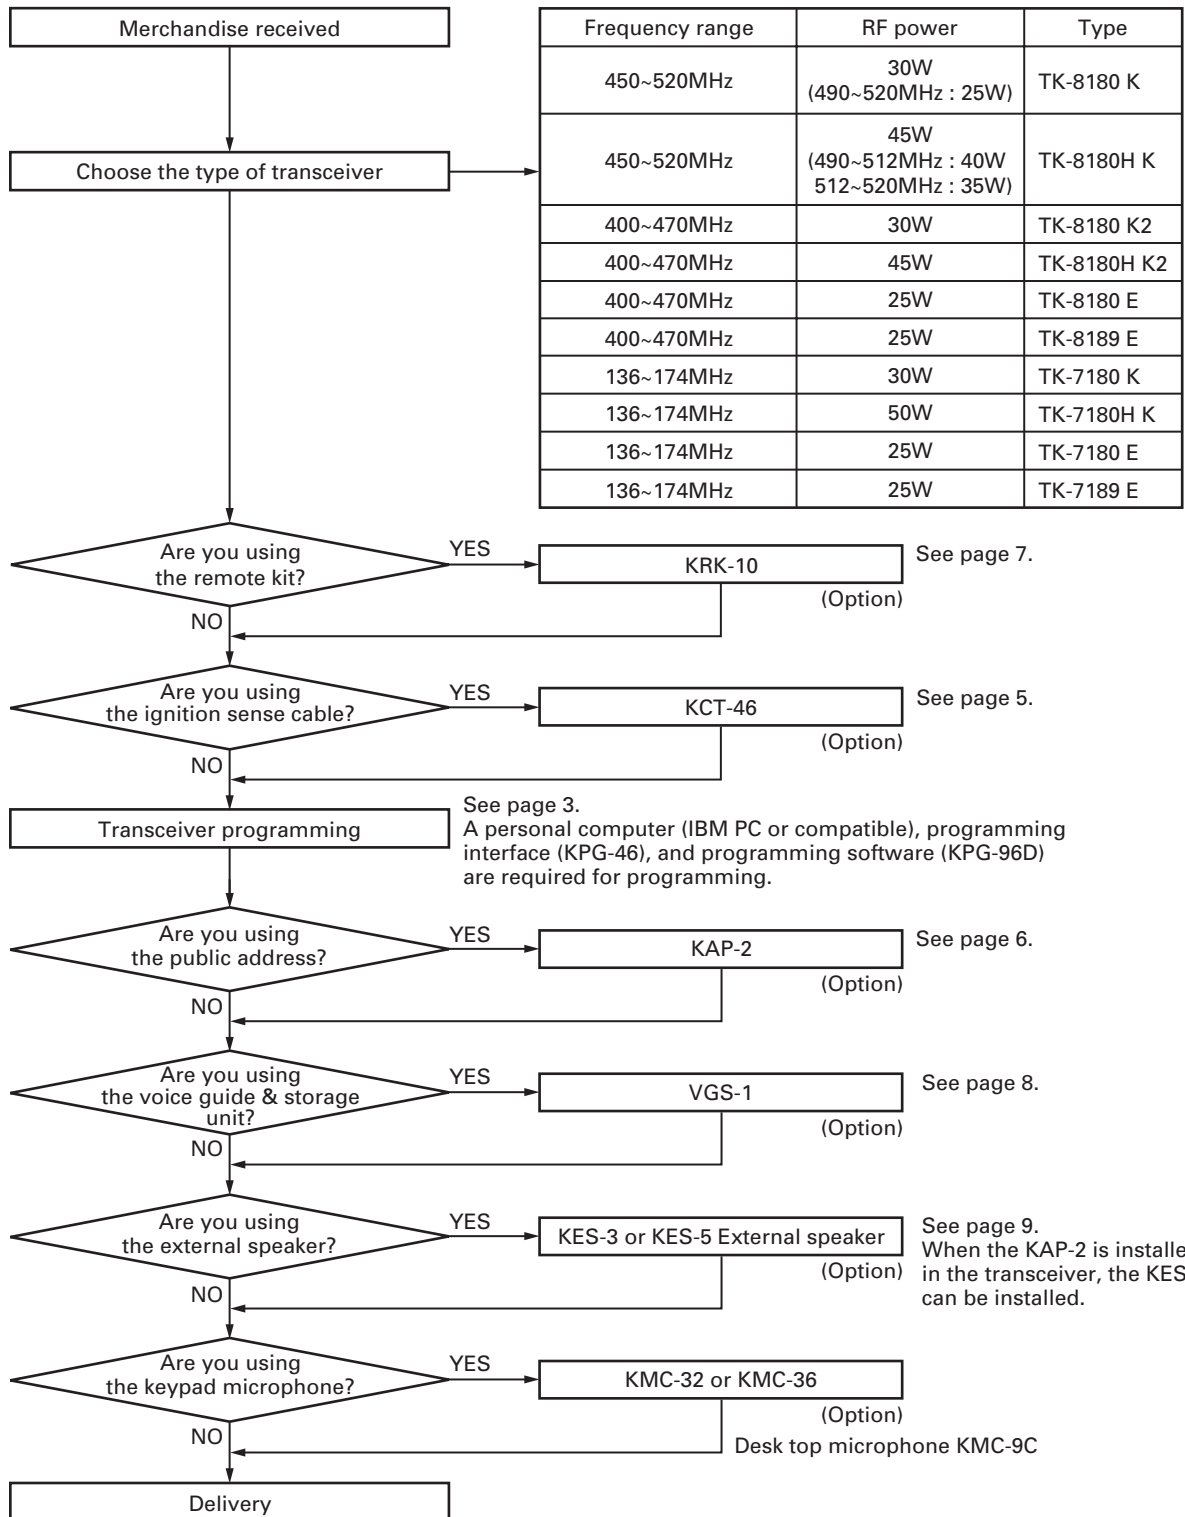 Merchandise received
Choose the type of transceiver
Frequency range RF power Type
450~520MHz 30W (490~520MHz : 25W) TK-8180 K
450~520MHz 45W (490~512MHz : 40W 512~520MHz : 35W) TK-8180H K
400~470MHz 30W TK-8180 K2
400~470MHz 45W TK-8180H K2
400~470MHz 25W TK-8180 E
400~470MHz 25W TK-8189 E
136~174MHz 30W TK-7180 K
136~174MHz 50W TK-7180H K
136~174MHz 25W TK-7180 E
136~174MHz 25W TK-7189 E
Are you using
the remote kit?
YES
KRK-10
See page 7.
(Option)
NO
Are you using
the ignition sense cable?
YES
KCT-46
See page 5.
(Option)
NO
Transceiver programming
See page 3.
A personal computer (IBM PC or compatible), programming
interface (KPG-46), and programming software (KPG-96D)
are required for programming.
Are you using
the public address?
YES
KAP-2
See page 6.
(Option)
NO
Are you using
the voice guide & storage
unit?
YES
VGS-1
See page 8.
(Option)
NO
Are you using
the external speaker?
YES
KES-3 or KES-5 External speaker
(Option)
See page 9.
When the KAP-2 is installe
in the transceiver, the KES
can be installed.
NO
Are you using
the keypad microphone?
YES
KMC-32 or KMC-36
(Option)
NO
Desk top microphone KMC-9C
Delivery